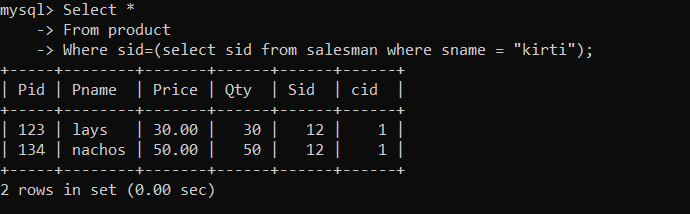 mysql> Select *
    -> From product
    -> Where sid=(select sid from salesman where sname = "kirti");
+-----+--------+-------+------+------+------+
| Pid | Pname  | Price | Qty  | Sid  | cid  |
+-----+--------+-------+------+------+------+
| 123 | lays   | 30.00 |   30 |   12 |    1 |
| 134 | nachos | 50.00 |   50 |   12 |    1 |
+-----+--------+-------+------+------+------+
2 rows in set (0.00 sec)